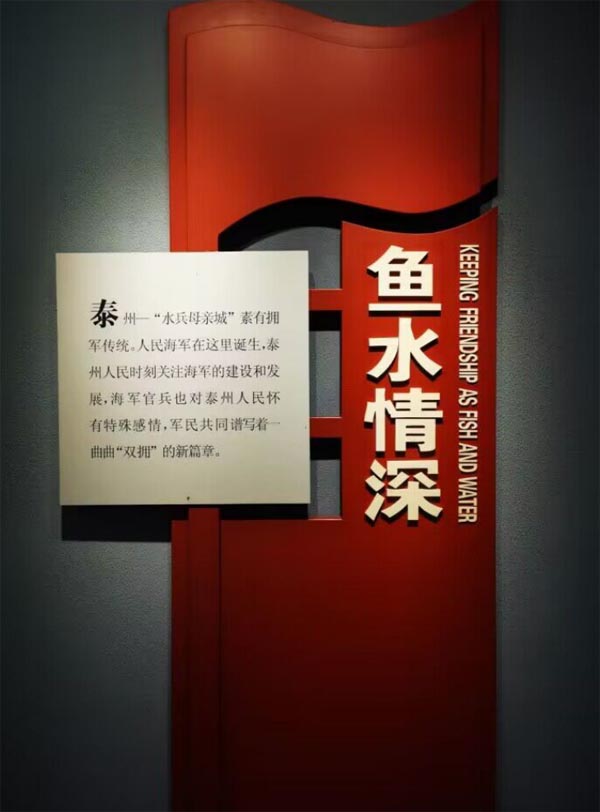 泰州—“水兵母亲城”素有拥
军传统。人民海军在这里诞生,泰
州人民时刻关注海军的建设和发
展,海军官兵也对泰州人民怀
有特殊感情,军民共同谱写着一
曲曲“双拥”的新篇章。
鱼水情深
KEEPING FRIENDSHIP AS FISH AND WATER